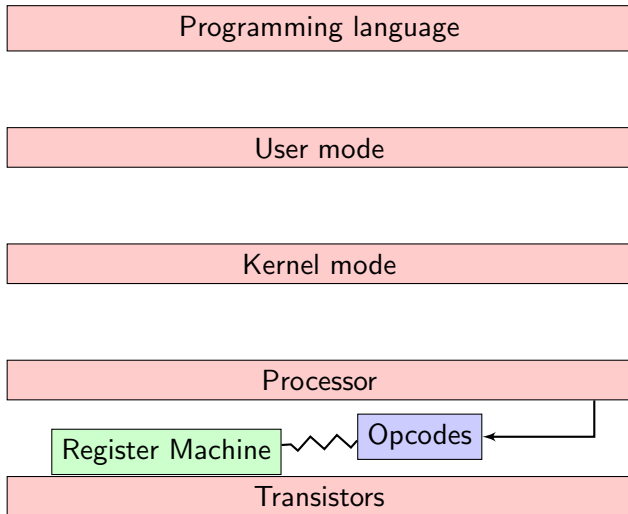 Programming language
User mode
Kernel mode
Processor
Opcodes
Register Machine
Transistors